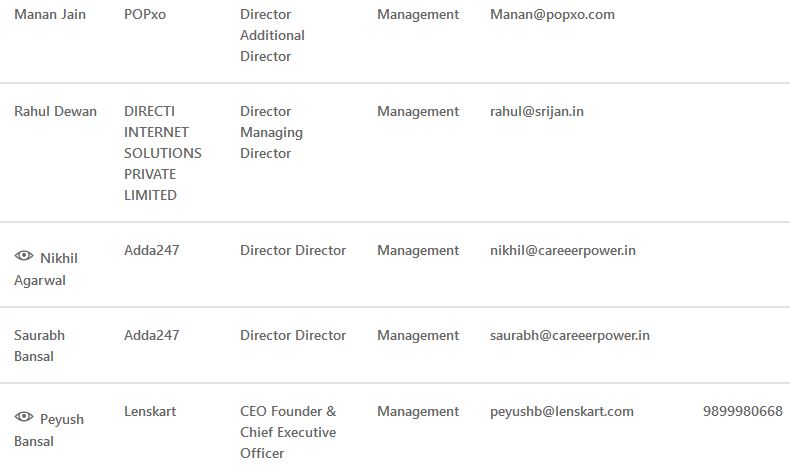 Manan Jain POPxo Director Management Manan@popxo.com
Additional
Director
Rahul Dewan DIRECTI Director Management rahul@srijan.in
INTERNET Managing
SOLUTIONS Director
PRIVATE
LIMITED
Nikhil Adda247 Director Director Management nikhil@careeerpower.in
Agarwal
Saurabh Adda247 Director Director Management saurabh@careeerpower.in
Bansal
Peyush Lenskart CEO Founder & Management peyushb@lenskart.com 9899980668
Bansal Chief Executive
Officer